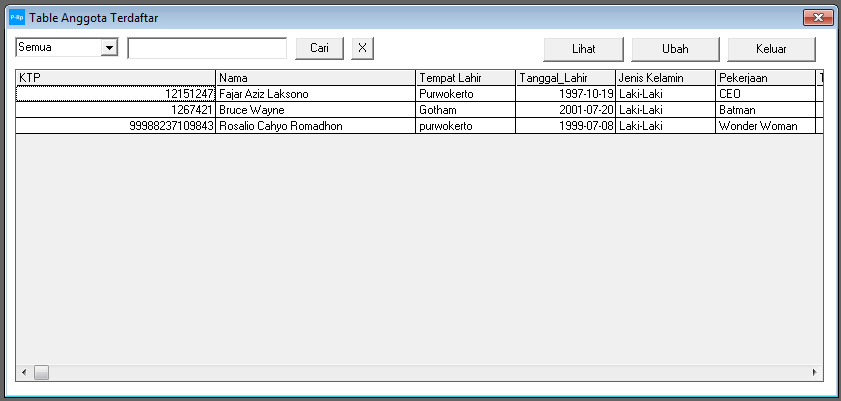 P-Rp Table Anggota Terdaftar
Semua Cari X Lihat Ubah Keluar
KTP Nama Tempat Lahir Tanggal_Lahir Jenis Kelamin Pekerjaan
12151247 Fajar Aziz Laksono Purwokerto 1997-10-19 Laki-Laki CEO
1267421 Bruce Wayne Gotham 2001-07-20 Laki-Laki Batman
99988237109843 Rosalio Cahyo Romadhon purwokerto 1999-07-08 Laki-Laki Wonder Woman